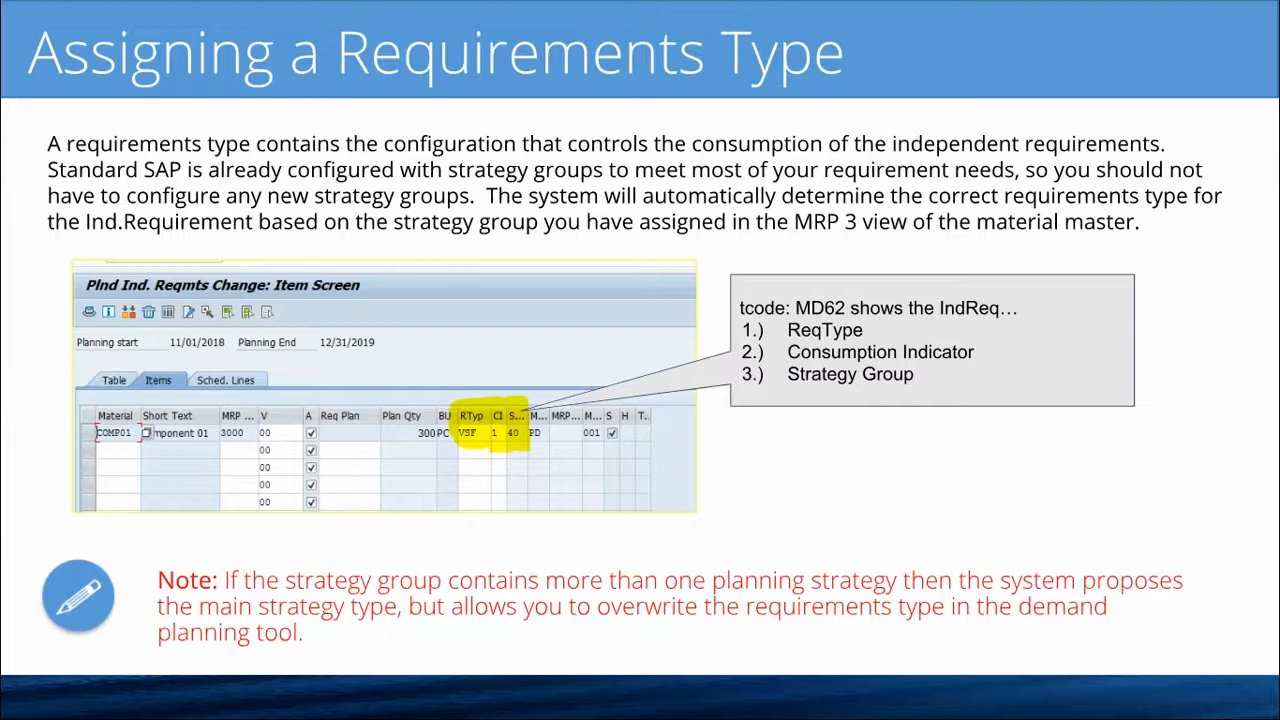 Assigning a Requirements Type
A requirements type contains the configuration that controls the consumption of the independent requirements.
Standard SAP is already configured with strategy groups to meet most of your requirement needs, so you should not
have to configure any new strategy groups. The system will automatically determine the correct requirements type for
the Ind.Requirement based on the strategy group you have assigned in the MRP 3 view of the material master.
Plnd Ind. Reqmts Change: Item Screen
Planning start 11/01/2018 Planning End 12/31/2019
Table Items Sched. Lines
Material Short Text MRP ... V A Req Plan Plan Qty BU RTyp CI S... M... MRP... M... S H T..
COMP01 mponent 01 3000 00 300 PC VSF 1 40 PD 001
00
00
00
00
tcode: MD62 shows the IndReq…
1.) ReqType
2.) Consumption Indicator
3.) Strategy Group
Note: If the strategy group contains more than one planning strategy then the system proposes
the main strategy type, but allows you to overwrite the requirements type in the demand
planning tool.